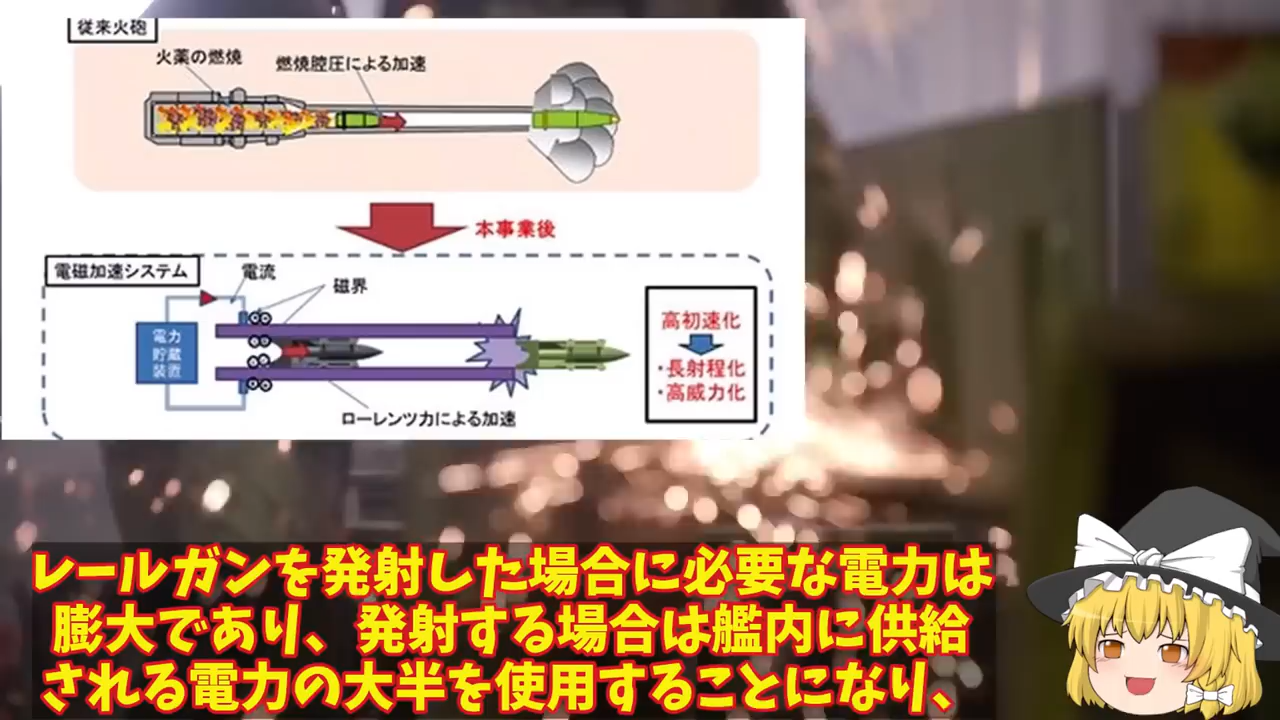 従来火砲
火薬の燃焼
燃焼腔圧による加速
本事業後
電磁加速システム
電流
磁界
電力
貯蔵
装置
高初速化
・長射程化
・高威力化
ローレンツ力による加速
レールガンを発射した場合に必要な電力は
膨大であり、発射する場合は艦内に供給
される電力の大半を使用することになり、